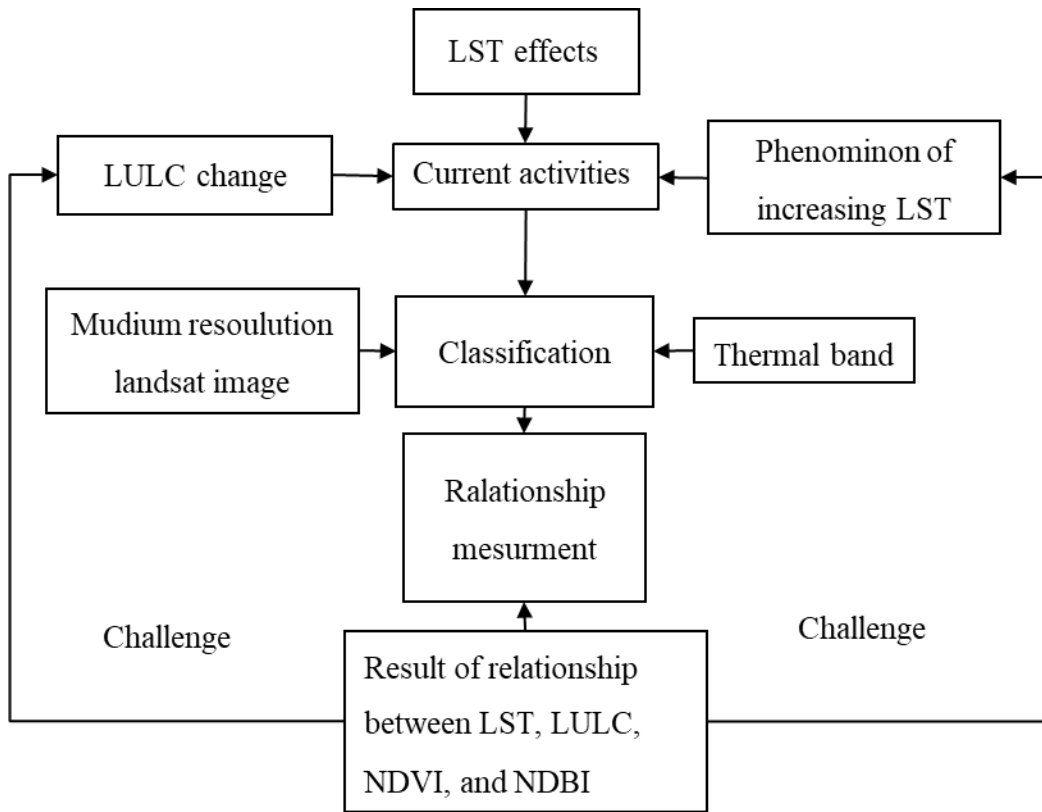 LST effects
LULC change
Current activities
Phenominon of
increasing LST
Mudium resoulution
landsat image
Classification
Thermal band
Ralationship
mesurment
Challenge
Challenge
Result of relationship
between LST, LULC,
NDVI, and NDBI